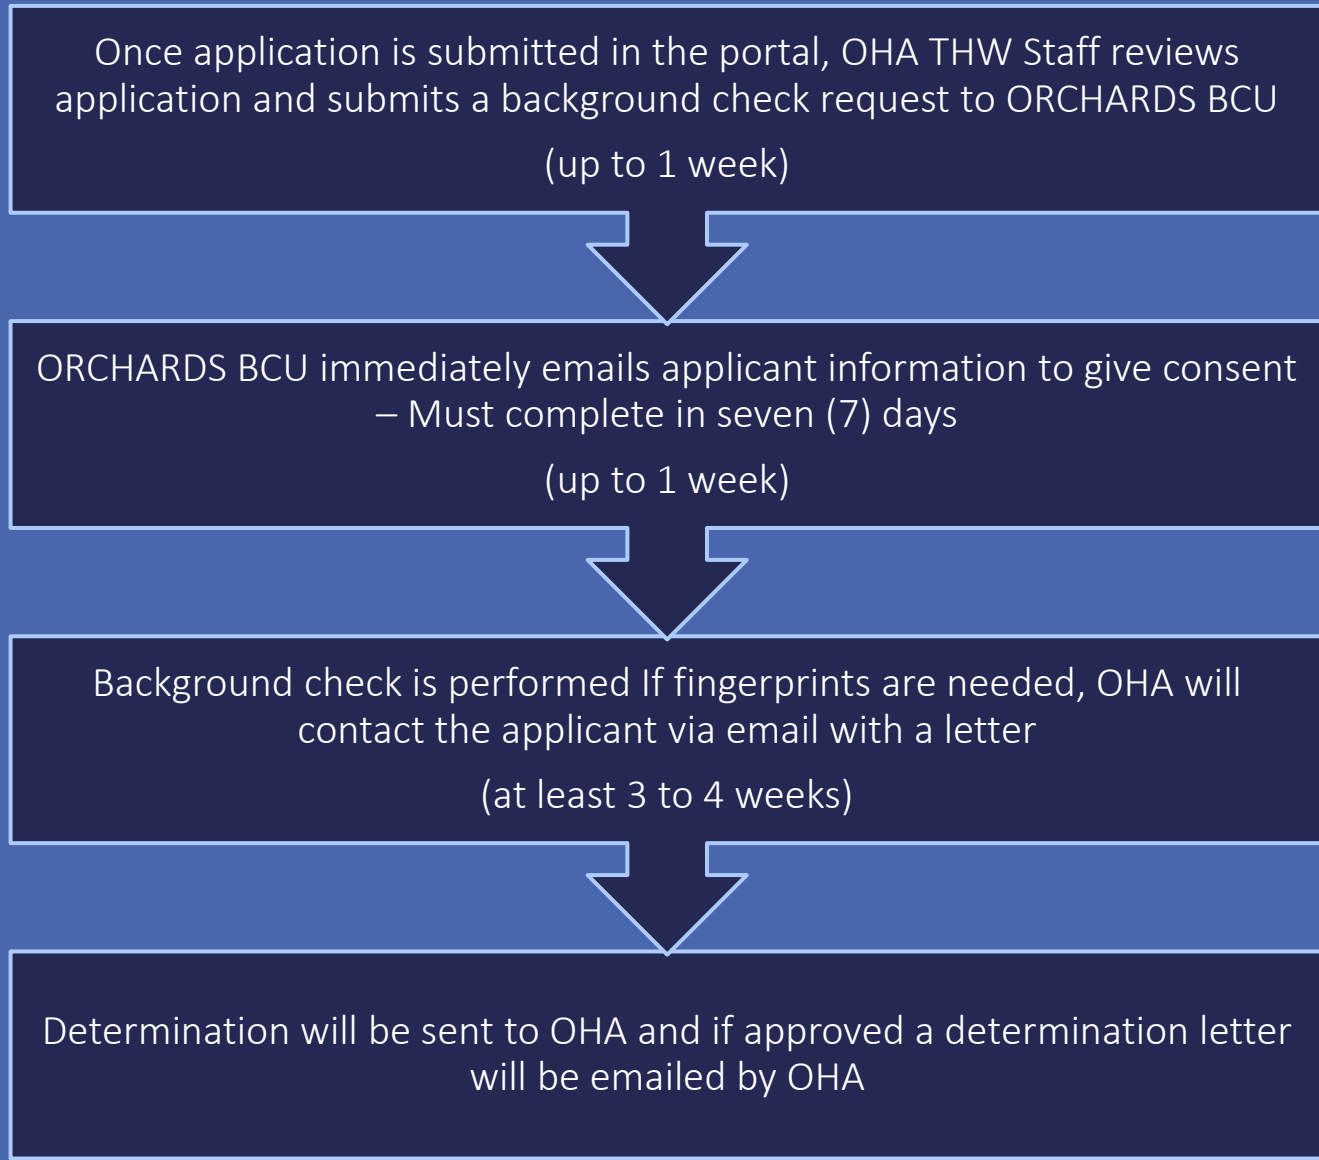 Once application is submitted in the portal, OHA THW Staff reviews
application and submits a background check request to ORCHARDS BCU
(up to 1 week)
ORCHARDS BCU immediately emails applicant information to give consent
– Must complete in seven (7) days
(up to 1 week)
Background check is performed If fingerprints are needed, OHA will
contact the applicant via email with a letter
(at least 3 to 4 weeks)
Determination will be sent to OHA and if approved a determination letter
will be emailed by OHA